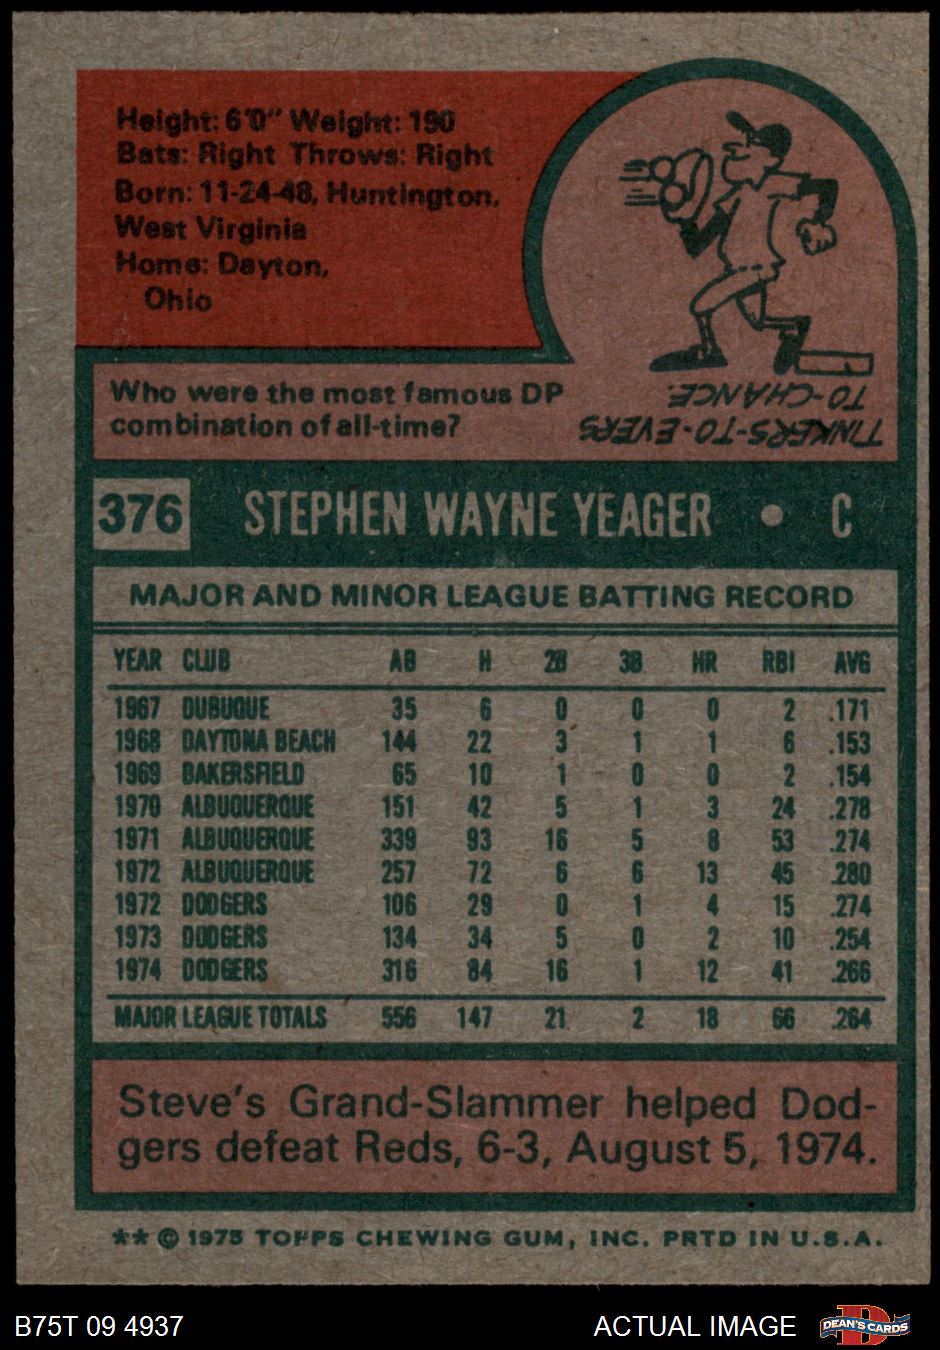 Height: 6'0" Weight: 190
Bats: Right Throws: Right
Born: 11-24-48, Huntington,
West Virginia
Home: Dayton,
Ohio
Who were the most famous DP
combination of all-time?
TINKERS-TO-EVERS
TO-CHANCE.
376 STEPHEN WAYNE YEAGER • C
MAJOR AND MINOR LEAGUE BATTING RECORD
YEAR CLUB AB H 2B 3B HR RBI AVG
1967 DUBUQUE 35 6 0 0 0 2 .171
1968 DAYTONA BEACH 144 22 3 1 1 6 .153
1969 BAKERSFIELD 65 10 1 0 0 2 .154
1970 ALBUQUERQUE 151 42 5 1 3 24 .278
1971 ALBUQUERQUE 339 93 16 5 8 53 .274
1972 ALBUQUERQUE 257 72 6 6 13 45 .280
1972 DODGERS 106 29 0 1 4 15 .274
1973 DODGERS 134 34 5 0 2 10 .254
1974 DODGERS 316 84 16 1 12 41 .266
MAJOR LEAGUE TOTALS 556 147 21 2 18 66 .264
Steve's Grand-Slammer helped Dod-
gers defeat Reds, 6-3, August 5, 1974.
** © 1975 TOPPS CHEWING GUM, INC. PRTD IN U.S.A.
B75T 09 4937 ACTUAL IMAGE DEAN'S CARDS